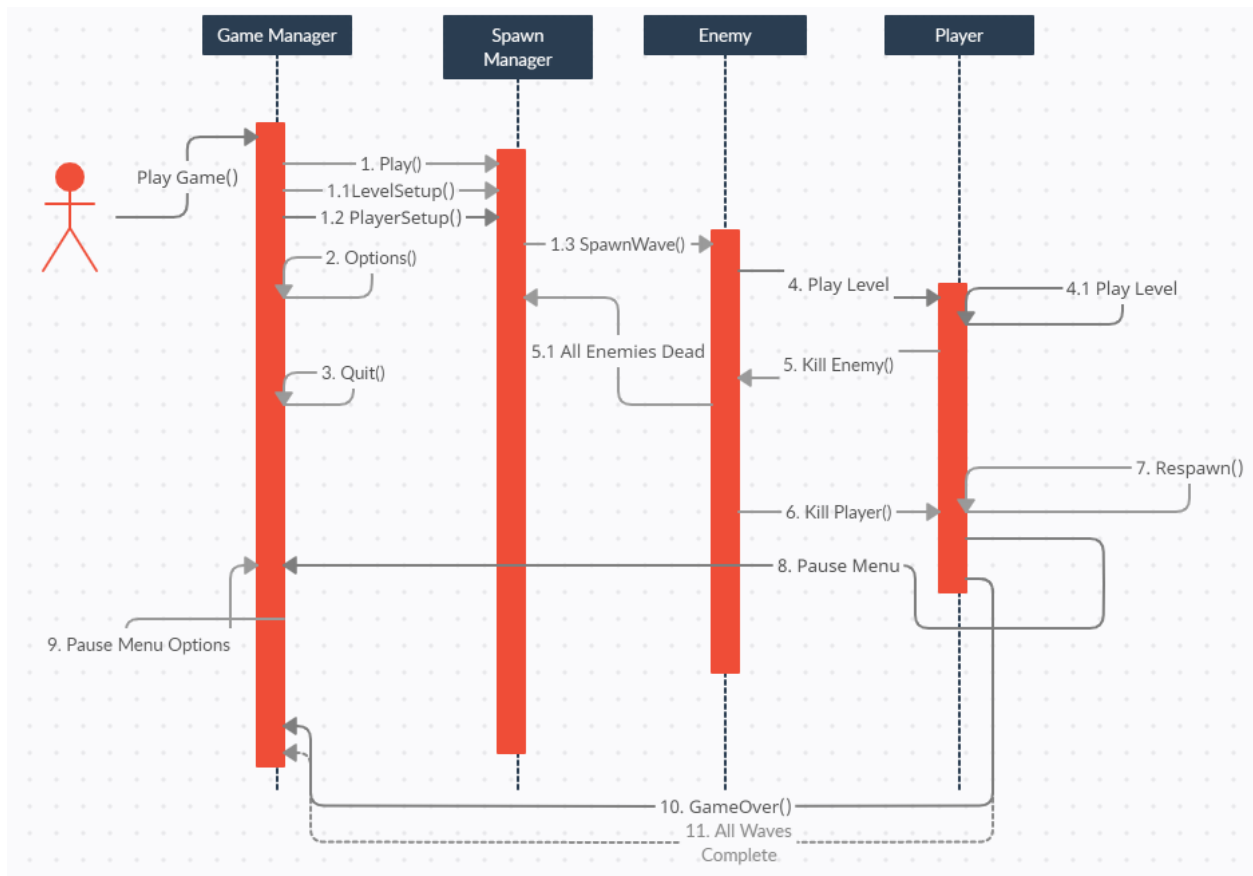 Game Manager
Spawn
Manager
Enemy
Player
Play Game()
1. Play()
1.1LevelSetup()
1.2 PlayerSetup()
1.3 SpawnWave()
2. Options()
4. Play Level
4.1 Play Level
5.1 All Enemies Dead
5. Kill Enemy()
3. Quit()
7. Respawn()
6. Kill Player()
8. Pause Menu
9. Pause Menu Options
10. GameOver()
11. All Waves
Complete